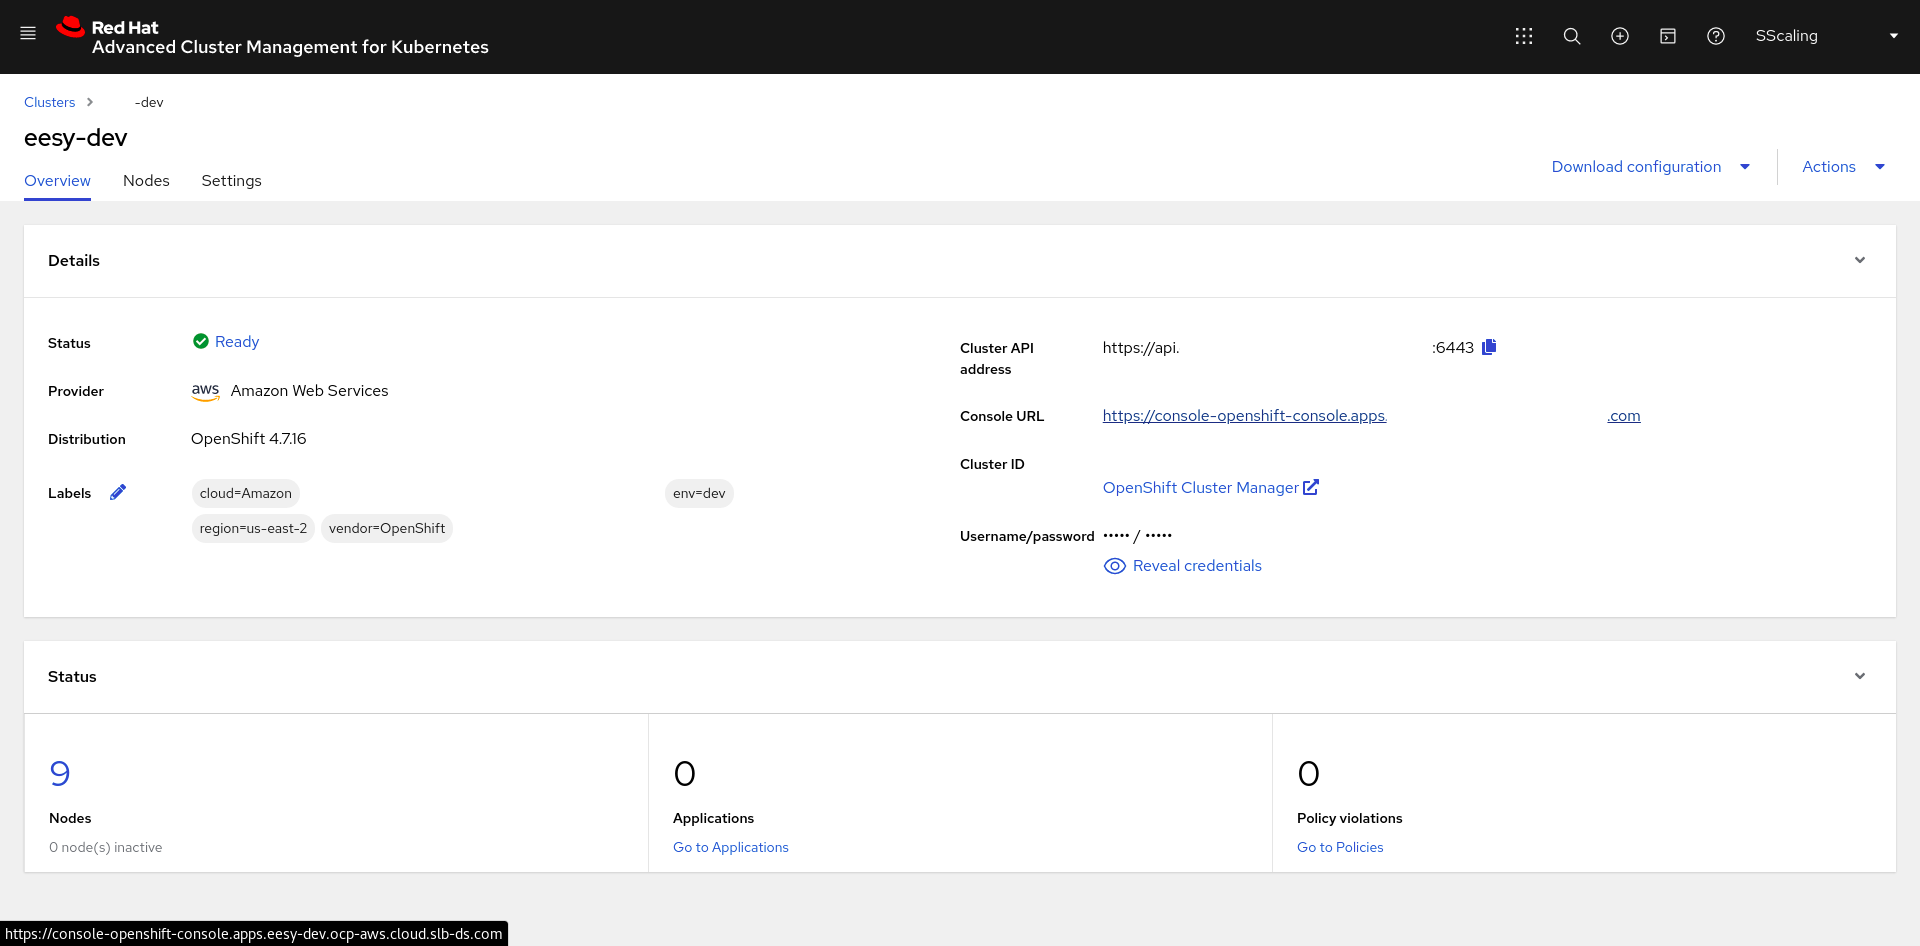 Red Hat
Advanced Cluster Management for Kubernetes
SScaling
Clusters
-dev
eesy-dev
Overview Nodes Settings
Download configuration
Actions
Details
Status Ready
Provider aws Amazon Web Services
Distribution OpenShift 4.7.16
Labels cloud=Amazon env=dev
region=us-east-2 vendor=OpenShift
Cluster API address https://api. :6443
Console URL https://console-openshift-console.apps. .com
Cluster ID
OpenShift Cluster Manager
Username/password ••••• / •••••
Reveal credentials
Status
9
Nodes
0 node(s) inactive
0
Applications
Go to Applications
0
Policy violations
Go to Policies
https://console-openshift-console.apps.eesy-dev.ocp-aws.cloud.slb-ds.com